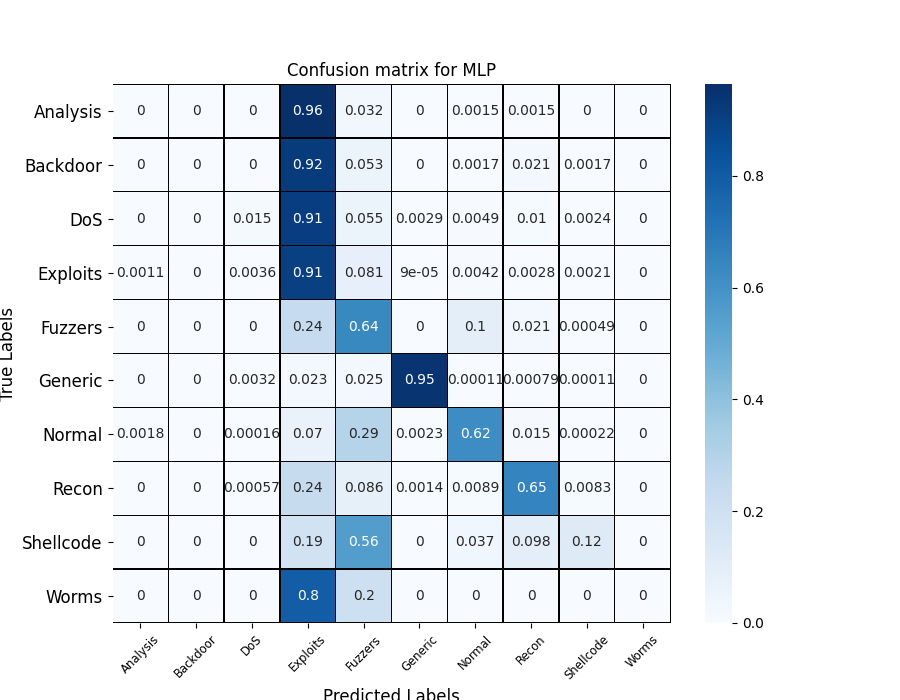 Confusion matrix for MLP
Analysis 0 0 0 0.96 0.032 0 0.0015 0.0015 0 0
Backdoor 0 0 0 0.92 0.053 0 0.0017 0.021 0.0017 0
DoS 0 0 0.015 0.91 0.055 0.0029 0.0049 0.01 0.0024 0
Exploits 0.0011 0 0.0036 0.91 0.081 9e-05 0.0042 0.0028 0.0021 0
Fuzzers 0 0 0 0.24 0.64 0 0.1 0.021 0.00049 0
Generic 0 0 0.0032 0.023 0.025 0.95 0.00011 0.00079 0.00011 0
Normal 0.0018 0 0.00016 0.07 0.29 0.0023 0.62 0.015 0.00022 0
Recon 0 0 0.00057 0.24 0.086 0.0014 0.0089 0.65 0.0083 0
Shellcode 0 0 0 0.19 0.56 0 0.037 0.098 0.12 0
Worms 0 0 0 0.8 0.2 0 0 0 0 0
Analysis Backdoor DoS Exploits Fuzzers Generic Normal Recon Shellcode Worms
True Labels
Predicted Labels
0.8
0.6
0.4
0.2
0.0